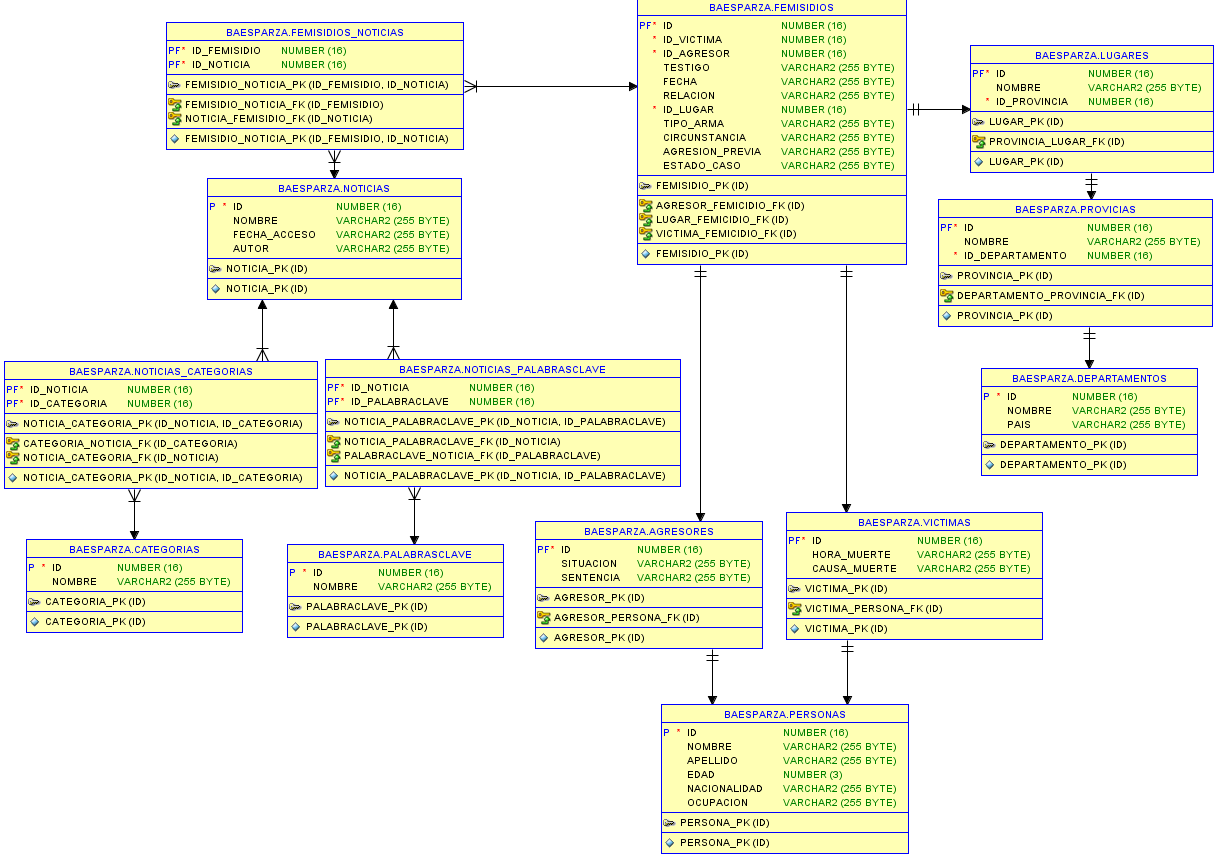 BAESPARZA.FEMISIDIOS_NOTICIAS
PF* ID_FEMISIDIO NUMBER (16)
PF* ID_NOTICIA NUMBER (16)
FEMISIDIO_NOTICIA_PK (ID_FEMISIDIO, ID_NOTICIA)
FEMISIDIO_NOTICIA_FK (ID_FEMISIDIO)
NOTICIA_FEMISIDIO_FK (ID_NOTICIA)
FEMISIDIO_NOTICIA_PK (ID_FEMISIDIO, ID_NOTICIA)
BAESPARZA.FEMISIDIOS
PF* ID NUMBER (16)
* ID_VICTIMA NUMBER (16)
* ID_AGRESOR NUMBER (16)
TESTIGO VARCHAR2 (255 BYTE)
FECHA VARCHAR2 (255 BYTE)
RELACION VARCHAR2 (255 BYTE)
* ID_LUGAR NUMBER (16)
TIPO_ARMA VARCHAR2 (255 BYTE)
CIRCUNSTANCIA VARCHAR2 (255 BYTE)
AGRESION_PREVIA VARCHAR2 (255 BYTE)
ESTADO_CASO VARCHAR2 (255 BYTE)
FEMISIDIO_PK (ID)
AGRESOR_FEMICIDIO_FK (ID)
LUGAR_FEMICIDIO_FK (ID)
VICTIMA_FEMICIDIO_FK (ID)
FEMISIDIO_PK (ID)
BAESPARZA.LUGARES
PF* ID NUMBER (16)
NOMBRE VARCHAR2 (255 BYTE)
* ID_PROVINCIA NUMBER (16)
LUGAR_PK (ID)
PROVINCIA_LUGAR_FK (ID)
LUGAR_PK (ID)
BAESPARZA.NOTICIAS
P * ID NUMBER (16)
NOMBRE VARCHAR2 (255 BYTE)
FECHA_ACCESO VARCHAR2 (255 BYTE)
AUTOR VARCHAR2 (255 BYTE)
NOTICIA_PK (ID)
NOTICIA_PK (ID)
BAESPARZA.PROVICIAS
PF* ID NUMBER (16)
NOMBRE VARCHAR2 (255 BYTE)
* ID_DEPARTAMENTO NUMBER (16)
PROVINCIA_PK (ID)
DEPARTAMENTO_PROVINCIA_FK (ID)
PROVINCIA_PK (ID)
BAESPARZA.NOTICIAS_CATEGORIAS
PF* ID_NOTICIA NUMBER (16)
PF* ID_CATEGORIA NUMBER (16)
NOTICIA_CATEGORIA_PK (ID_NOTICIA, ID_CATEGORIA)
CATEGORIA_NOTICIA_FK (ID_CATEGORIA)
NOTICIA_CATEGORIA_FK (ID_NOTICIA)
NOTICIA_CATEGORIA_PK (ID_NOTICIA, ID_CATEGORIA)
BAESPARZA.NOTICIAS_PALABRASCLAVE
PF* ID_NOTICIA NUMBER (16)
PF* ID_PALABRACLAVE NUMBER (16)
NOTICIA_PALABRACLAVE_PK (ID_NOTICIA, ID_PALABRACLAVE)
NOTICIA_PALABRACLAVE_FK (ID_NOTICIA)
PALABRACLAVE_NOTICIA_FK (ID_PALABRACLAVE)
NOTICIA_PALABRACLAVE_PK (ID_NOTICIA, ID_PALABRACLAVE)
BAESPARZA.DEPARTAMENTOS
P * ID NUMBER (16)
NOMBRE VARCHAR2 (255 BYTE)
PAIS VARCHAR2 (255 BYTE)
DEPARTAMENTO_PK (ID)
DEPARTAMENTO_PK (ID)
BAESPARZA.CATEGORIAS
P * ID NUMBER (16)
NOMBRE VARCHAR2 (255 BYTE)
CATEGORIA_PK (ID)
CATEGORIA_PK (ID)
BAESPARZA.PALABRASCLAVE
P * ID NUMBER (16)
NOMBRE VARCHAR2 (255 BYTE)
PALABRACLAVE_PK (ID)
PALABRACLAVE_PK (ID)
BAESPARZA.AGRESORES
PF* ID NUMBER (16)
SITUACION VARCHAR2 (255 BYTE)
SENTENCIA VARCHAR2 (255 BYTE)
AGRESOR_PK (ID)
AGRESOR_PERSONA_FK (ID)
AGRESOR_PK (ID)
BAESPARZA.VICTIMAS
PF* ID NUMBER (16)
HORA_MUERTE VARCHAR2 (255 BYTE)
CAUSA_MUERTE VARCHAR2 (255 BYTE)
VICTIMA_PK (ID)
VICTIMA_PERSONA_FK (ID)
VICTIMA_PK (ID)
BAESPARZA.PERSONAS
P * ID NUMBER (16)
NOMBRE VARCHAR2 (255 BYTE)
APELLIDO VARCHAR2 (255 BYTE)
EDAD NUMBER (3)
NACIONALIDAD VARCHAR2 (255 BYTE)
OCUPACION VARCHAR2 (255 BYTE)
PERSONA_PK (ID)
PERSONA_PK (ID)